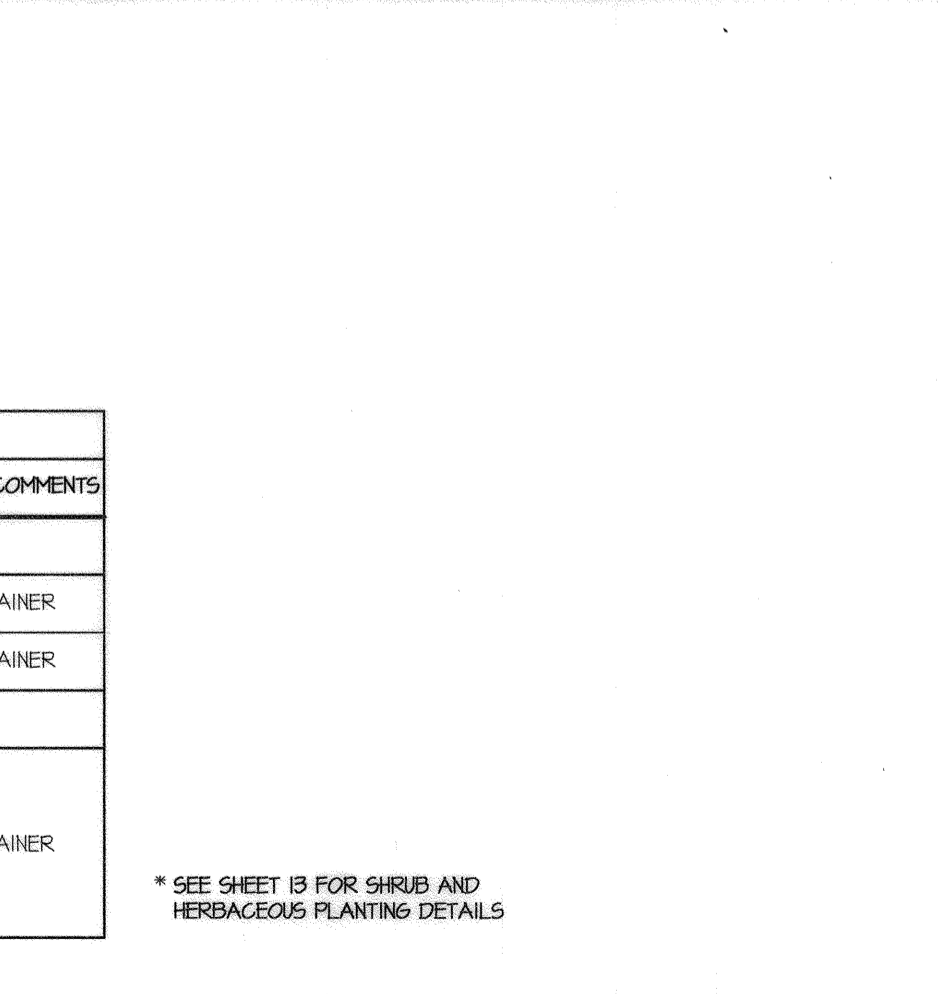 COMMENTS
AINER
AINER
AINER
* SEE SHEET 13 FOR SHRUB AND
HERBACEOUS PLANTING DETAILS